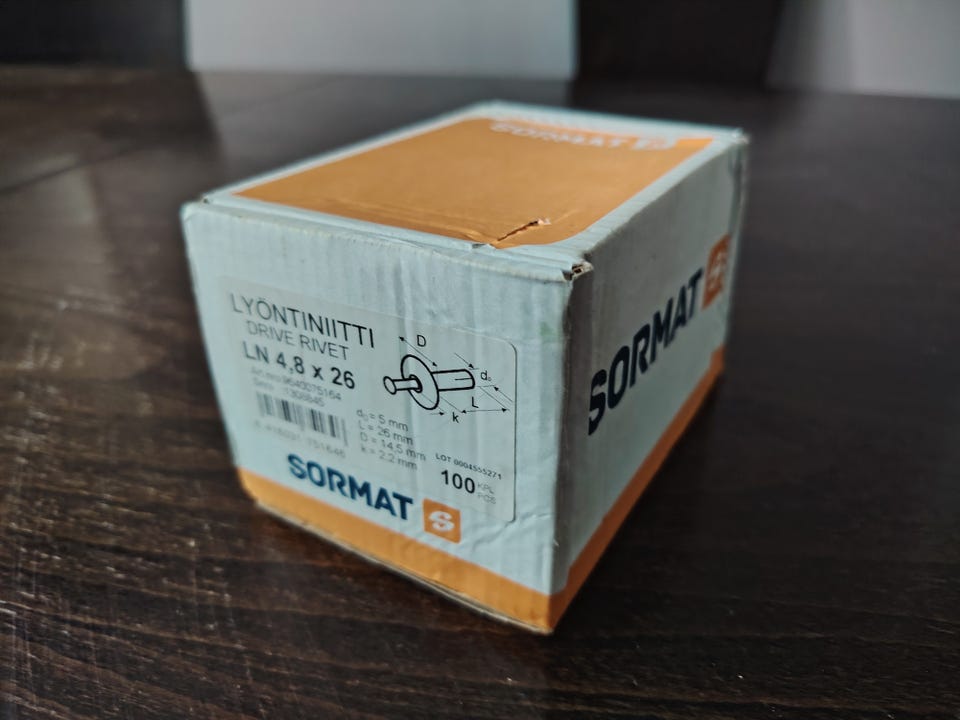 SORMAT S
LYÖNTINIITTI
DRIVE RIVET
LN 4,8 x 26
D
d₀
L
k
d₀ = 5 mm
L = 26 mm
D = 14,5 mm
k = 2,2 mm
LOT 0004555271
100 KPL
PCS
SORMAT S
SORMAT S